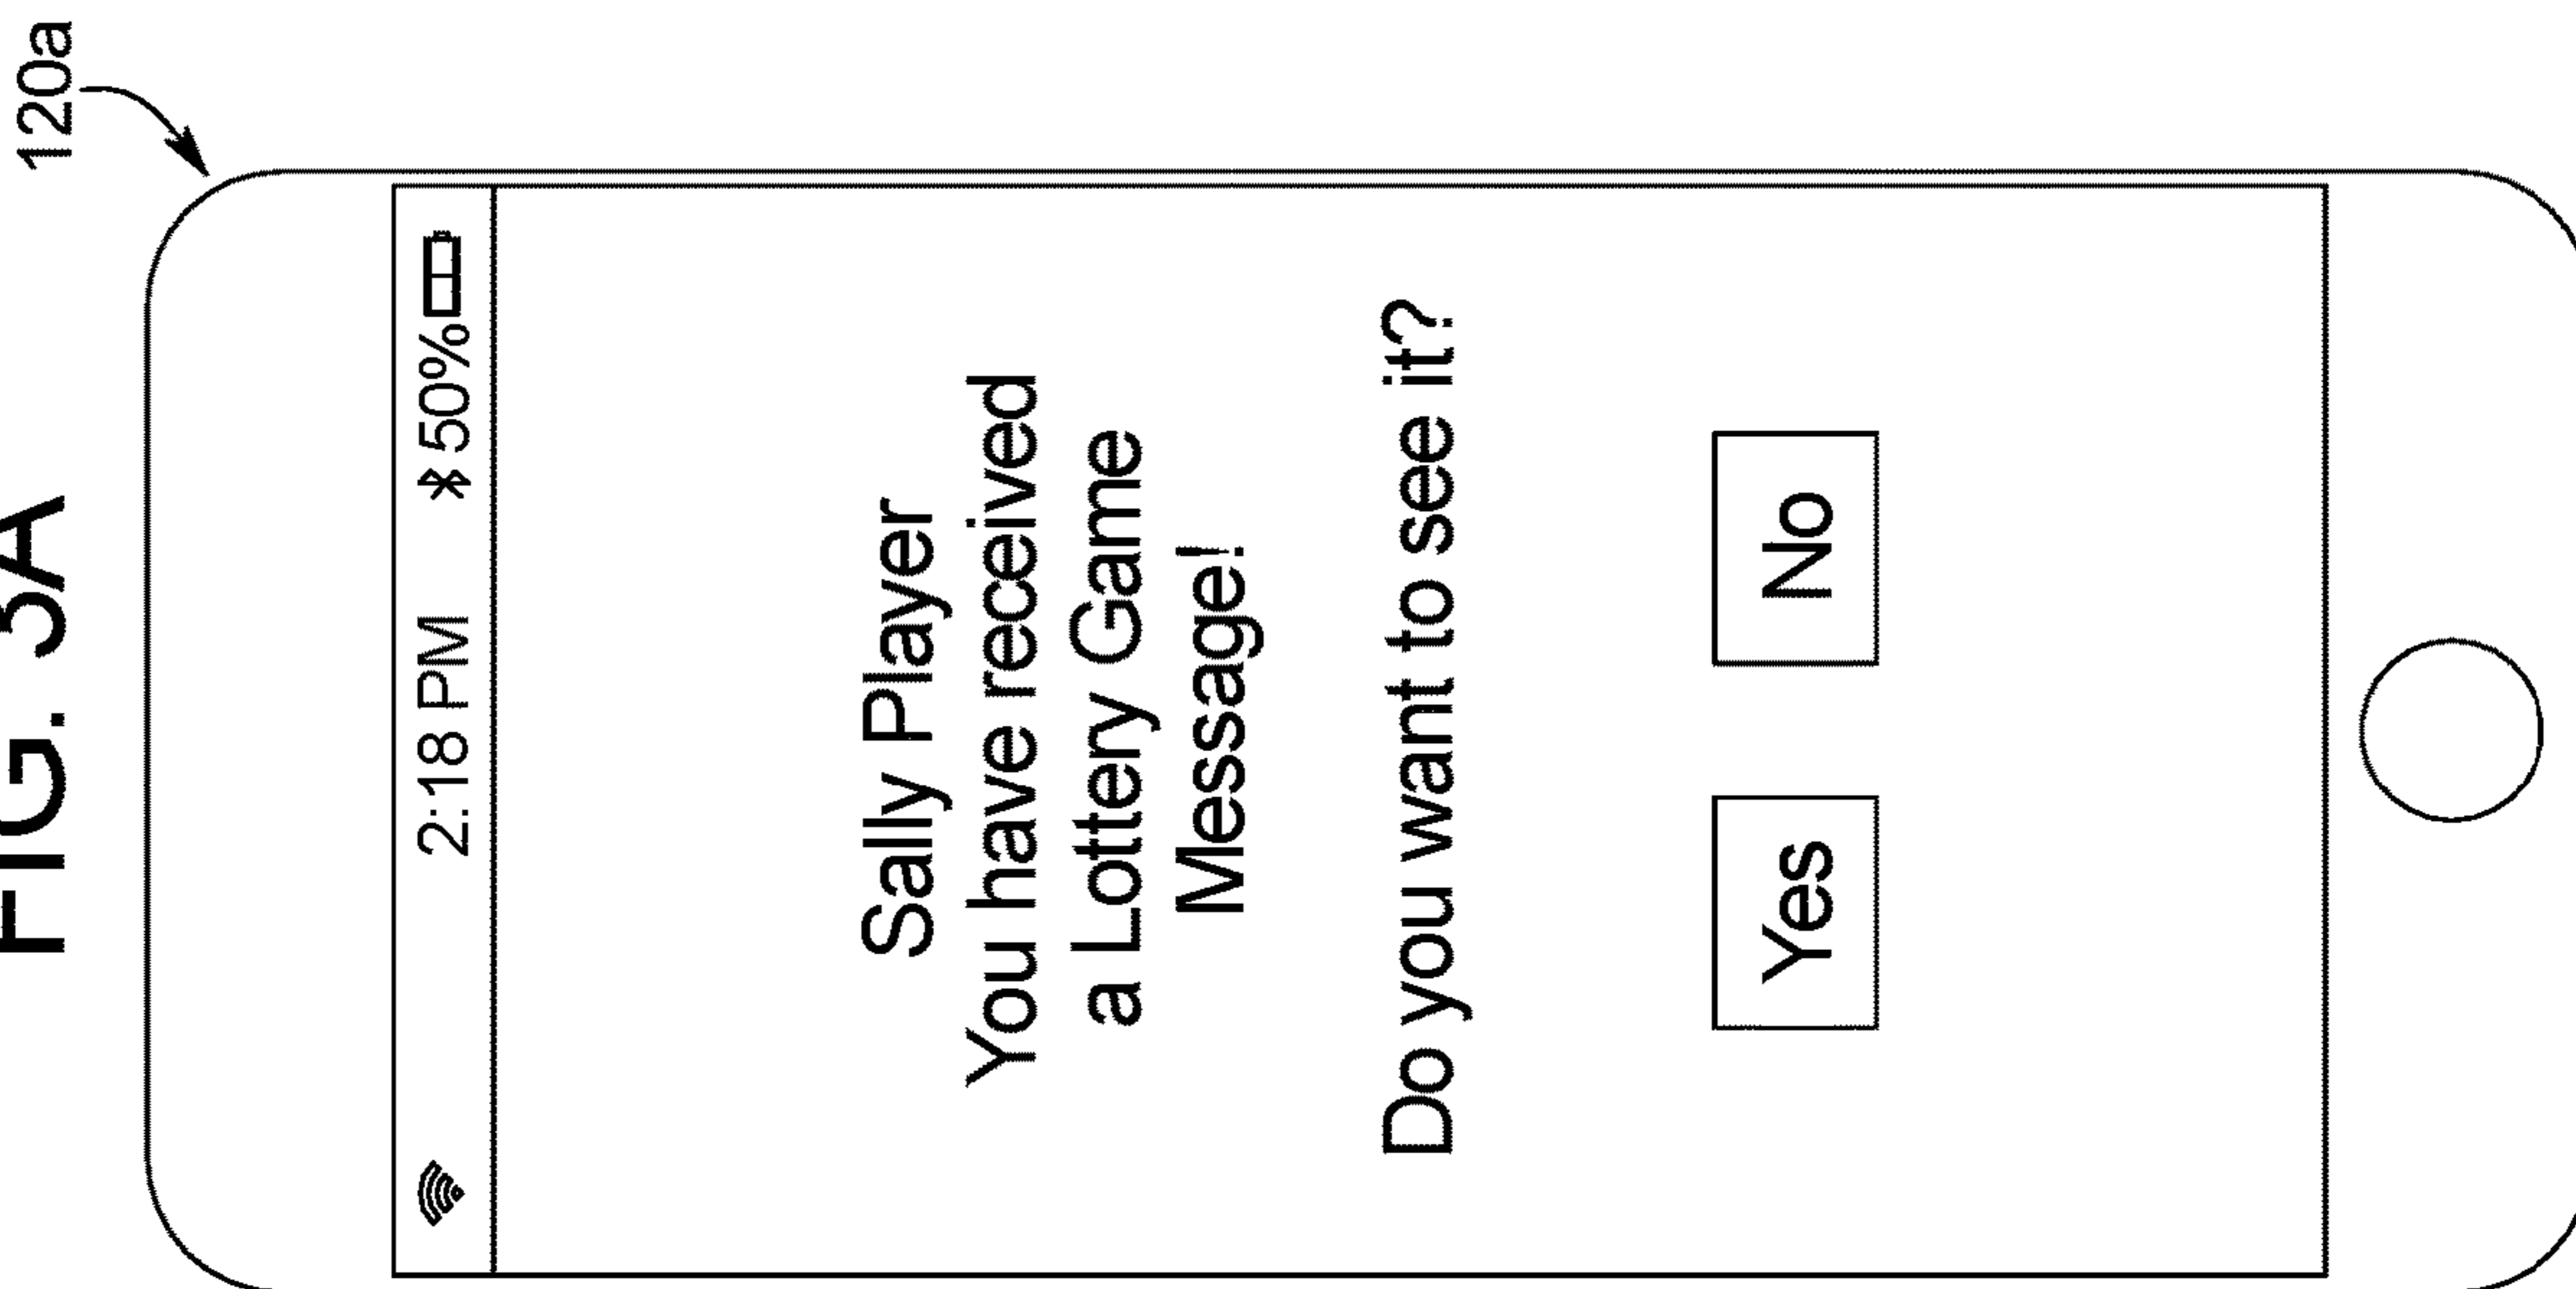 FIG. 3A
120a
2:18 PM 50%
Sally Player
You have received
a Lottery Game
Message!
Do you want to see it?
Yes No